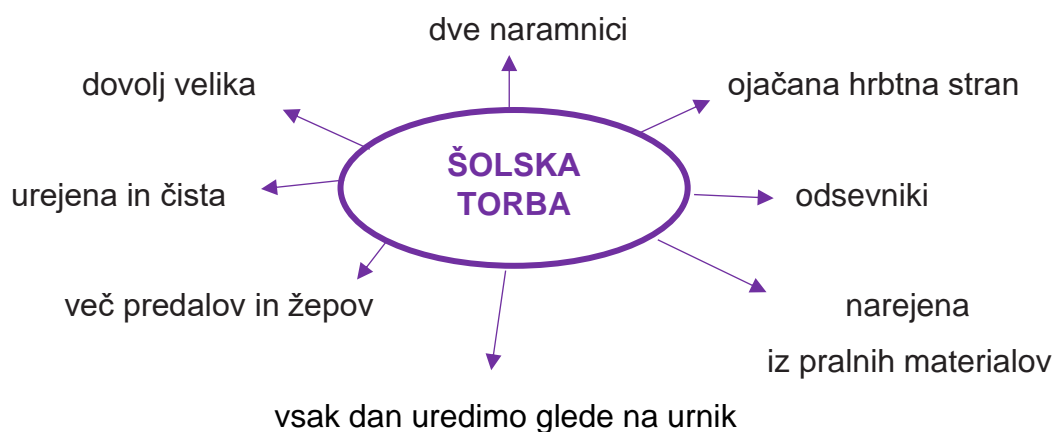 dve naramnici
dovolj velika
ojačana hrbtna stran
ŠOLSKA
TORBA
urejena in čista
odsevniki
več predalov in žepov
narejena
iz pralnih materialov
vsak dan uredimo glede na urnik